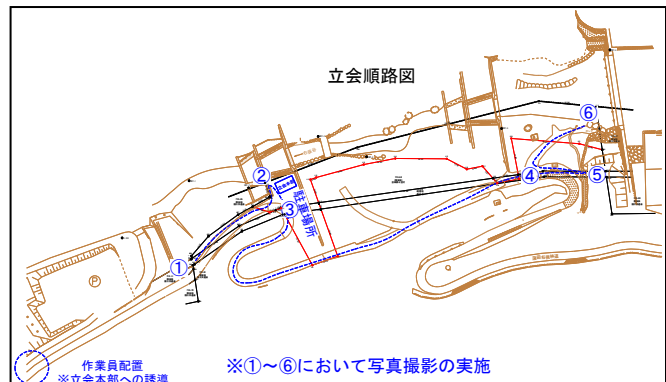 立会順路図
⑥
②
④
⑤
駐車場所
③
①
P
作業員配置
※①～⑥において写真撮影の実施
※立会本部への誘導